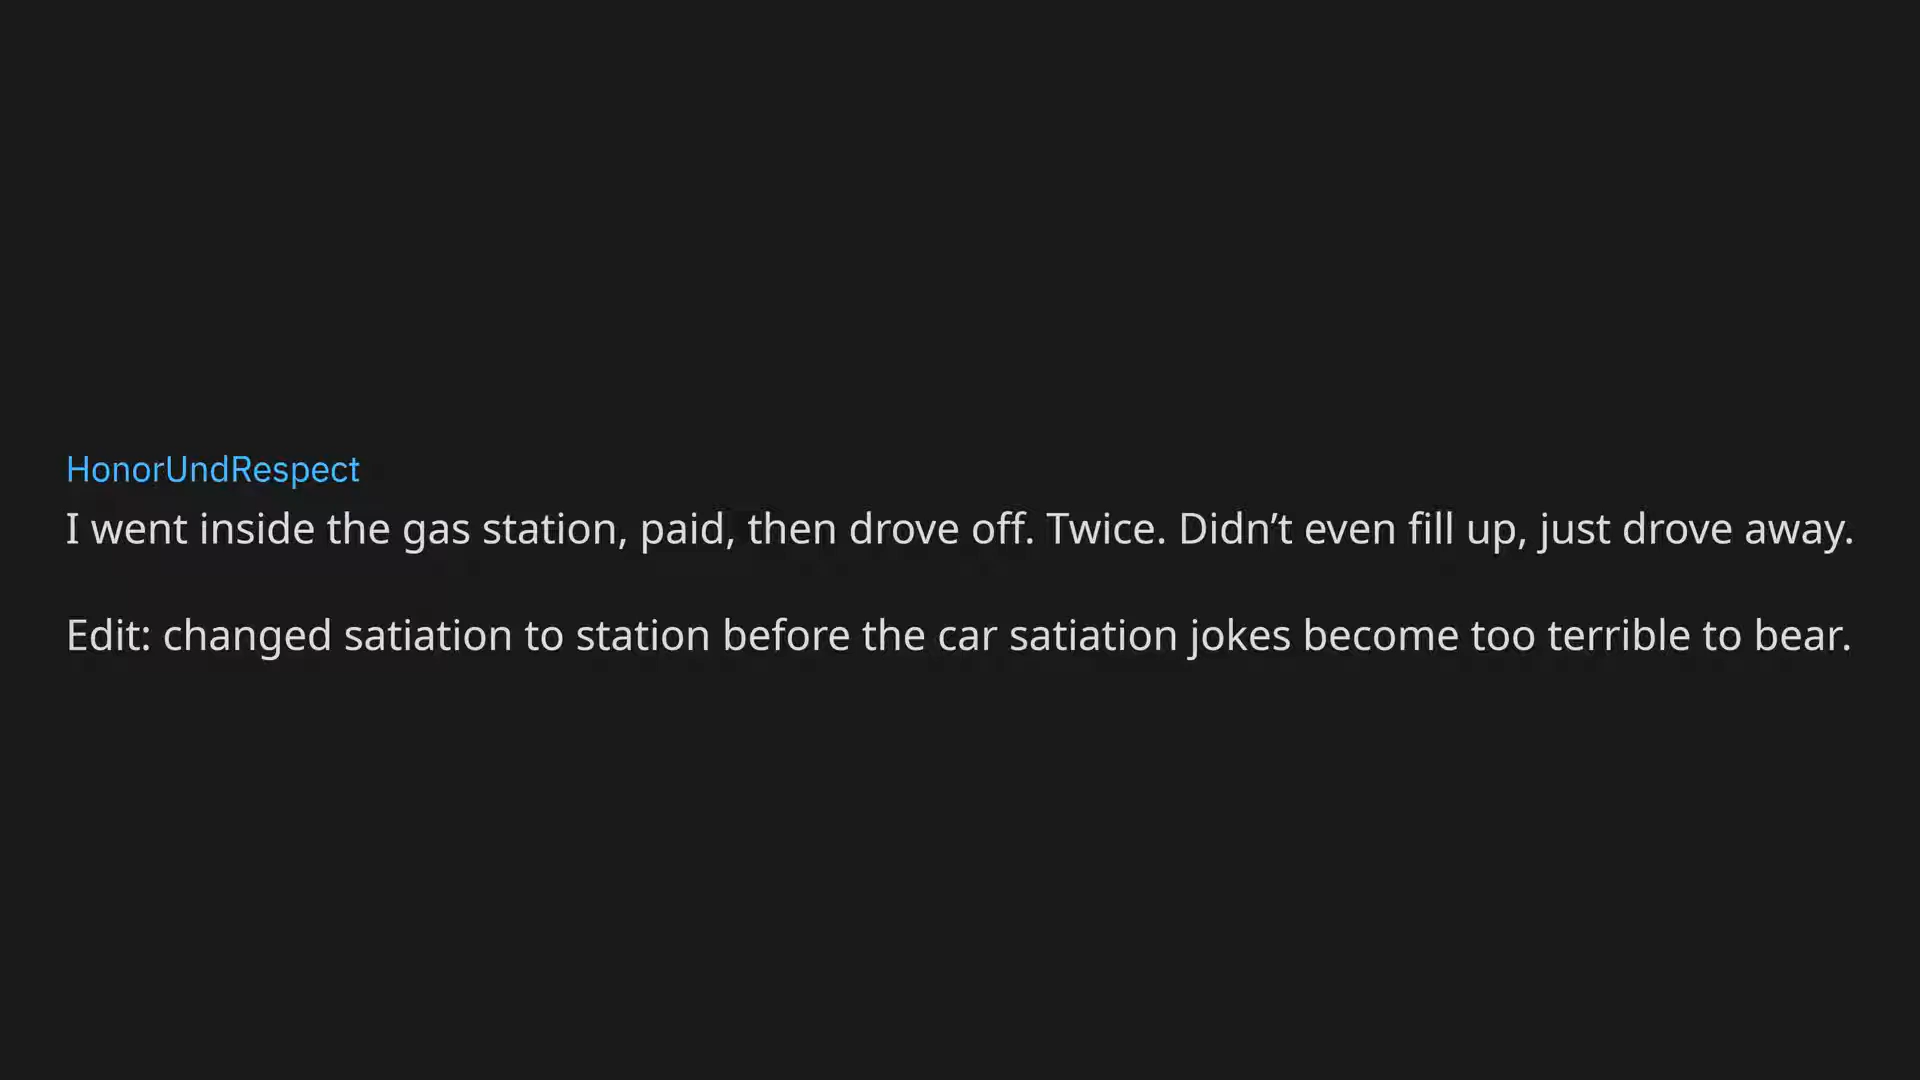 HonorUndRespect
I went inside the gas station, paid, then drove off. Twice. Didn’t even fill up, just drove away.
Edit: changed satiation to station before the car satiation jokes become too terrible to bear.